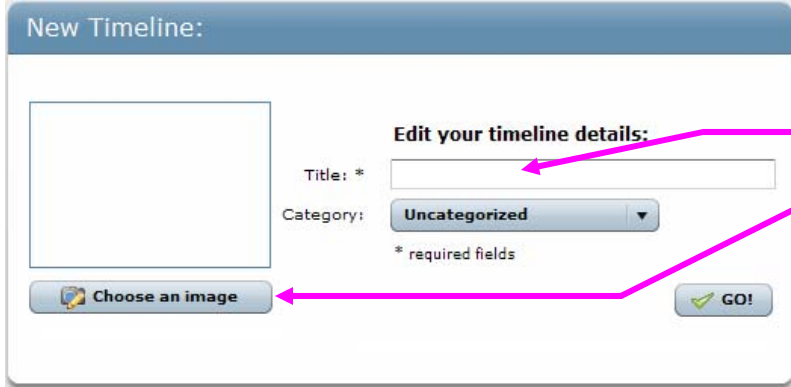 New Timeline:
Edit your timeline details:
Title: *
Category: Uncategorized
* required fields
Choose an image
GO!